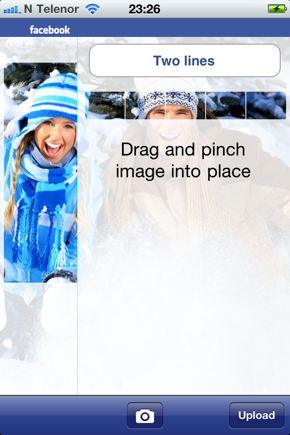 N Telenor
23:26
facebook
Two lines
Drag and pinch
image into place
Upload